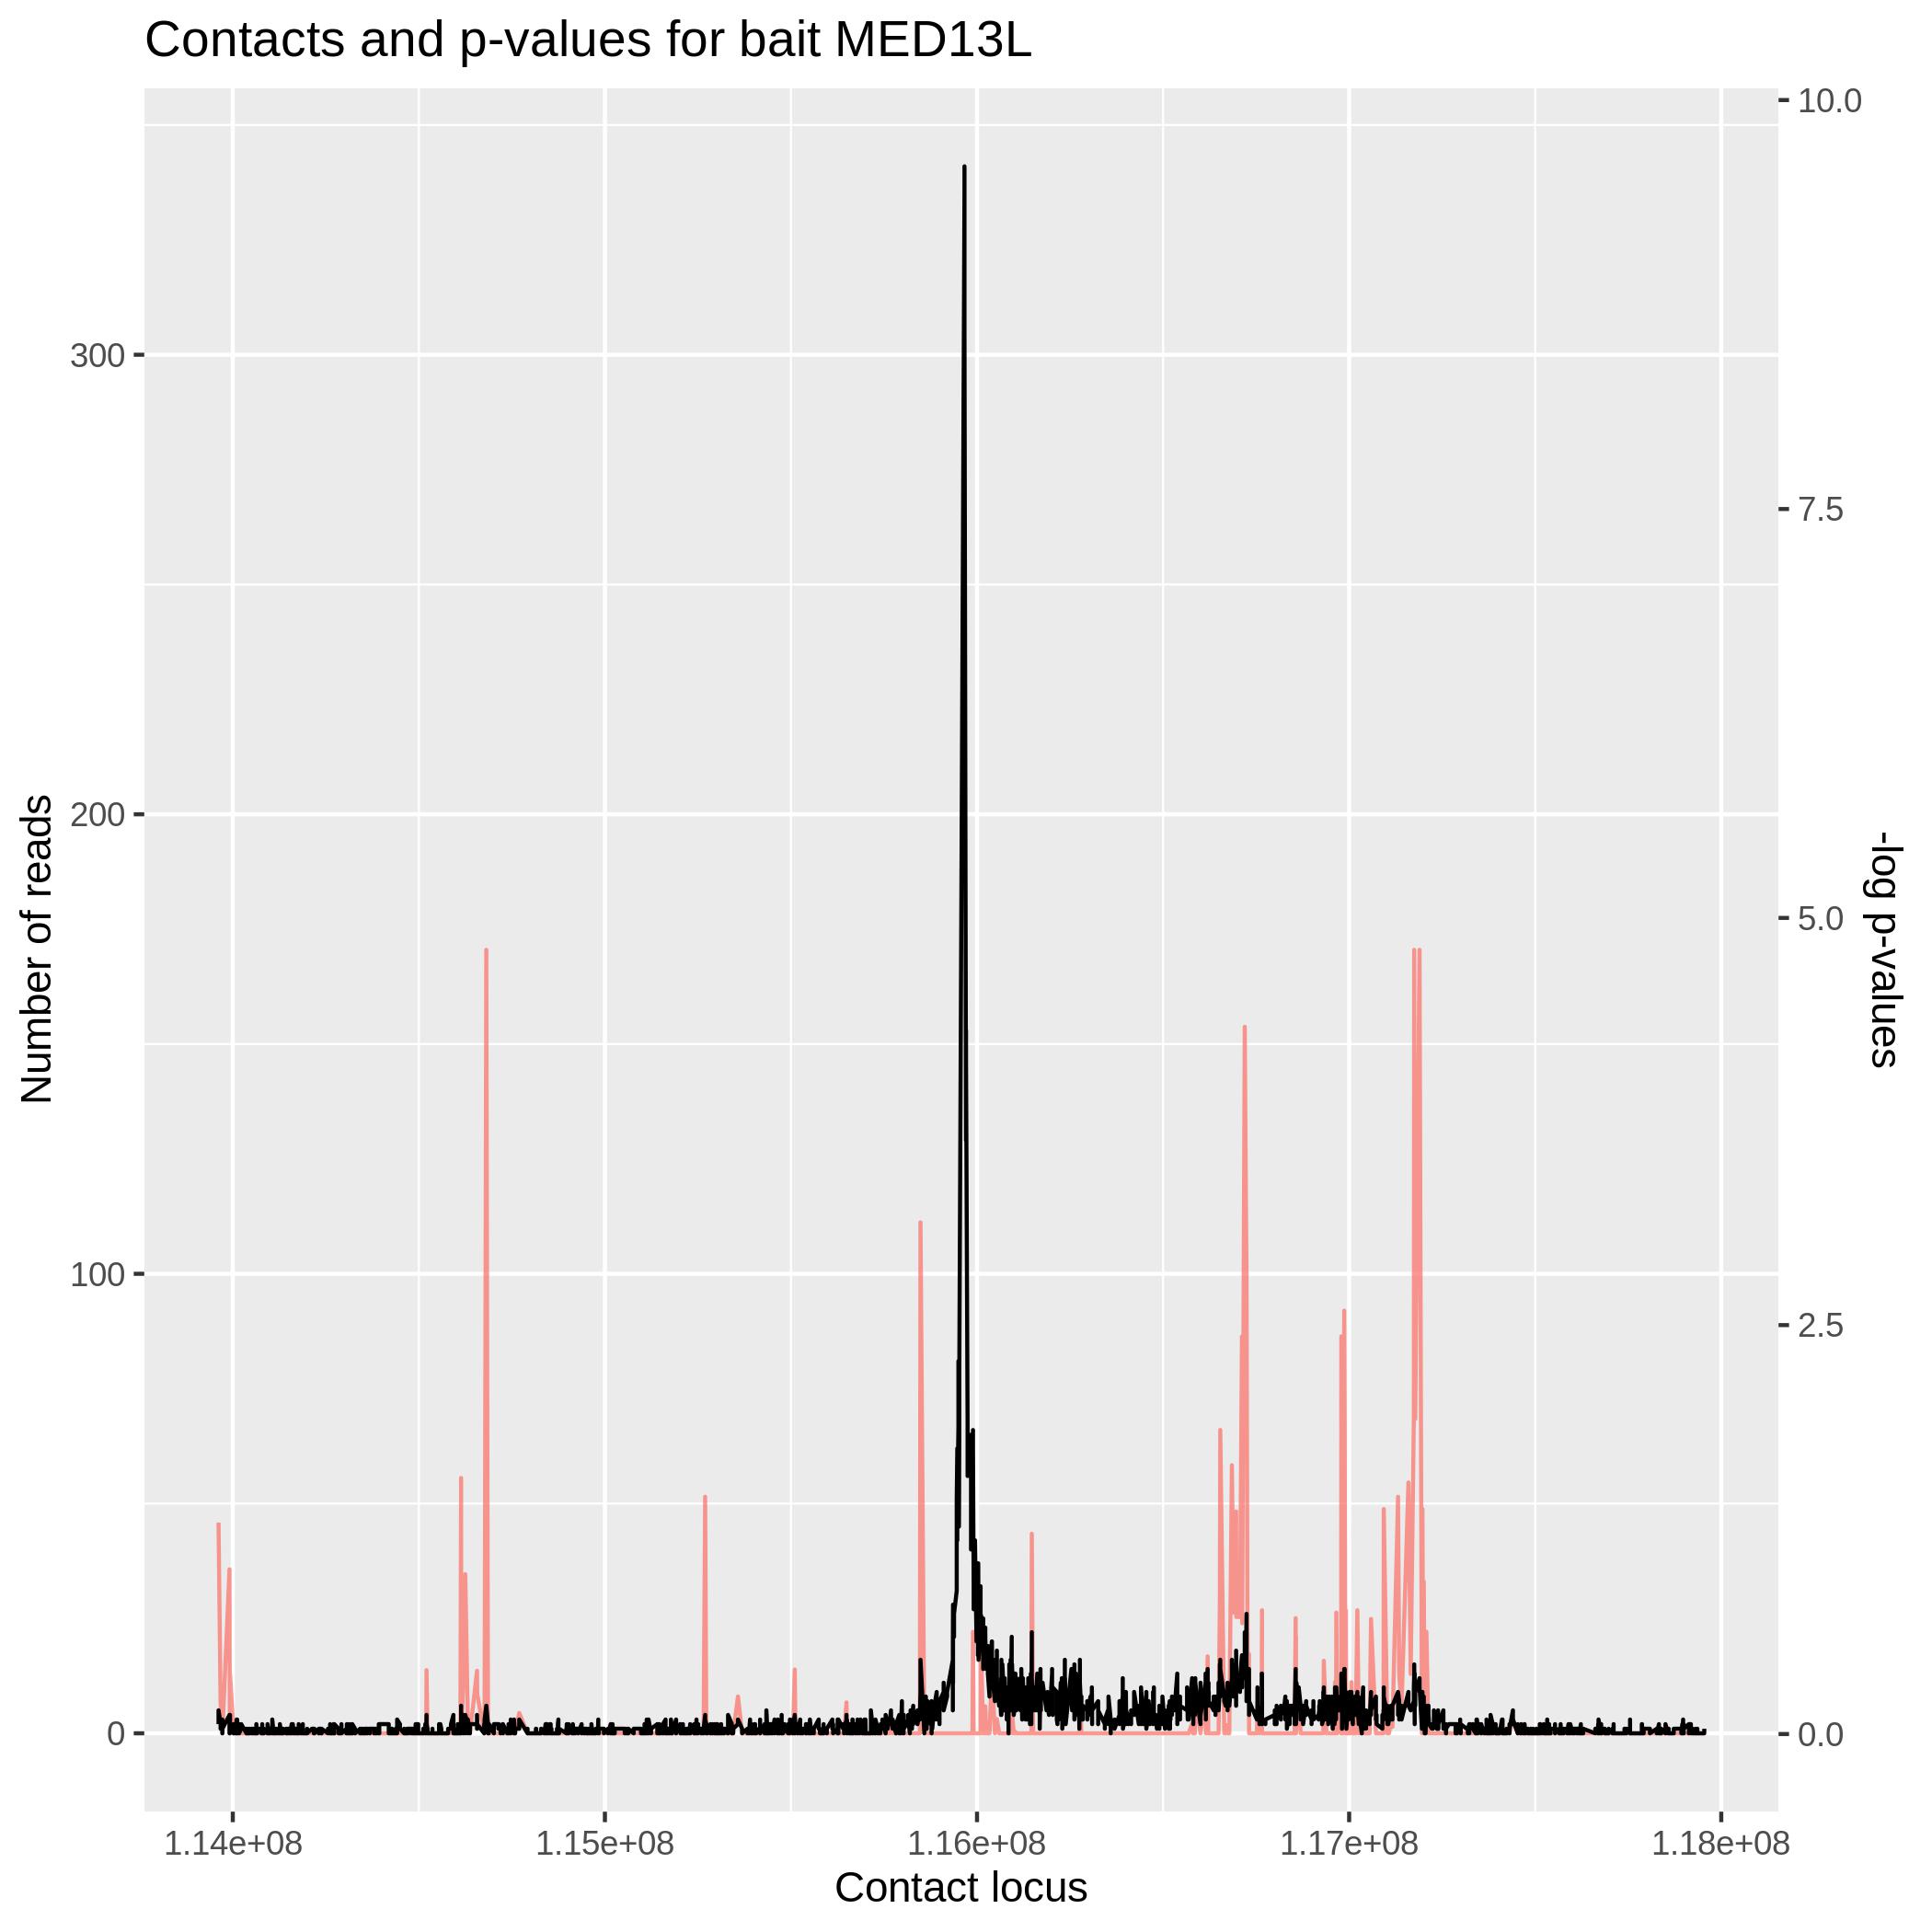 Contacts and p-values for bait MED13L
10.0
300
7.5
200
5.0
Number of reads
-log p-values
100
2.5
0
0.0
1.14e+08 1.15e+08 1.16e+08 1.17e+08 1.18e+08
Contact locus